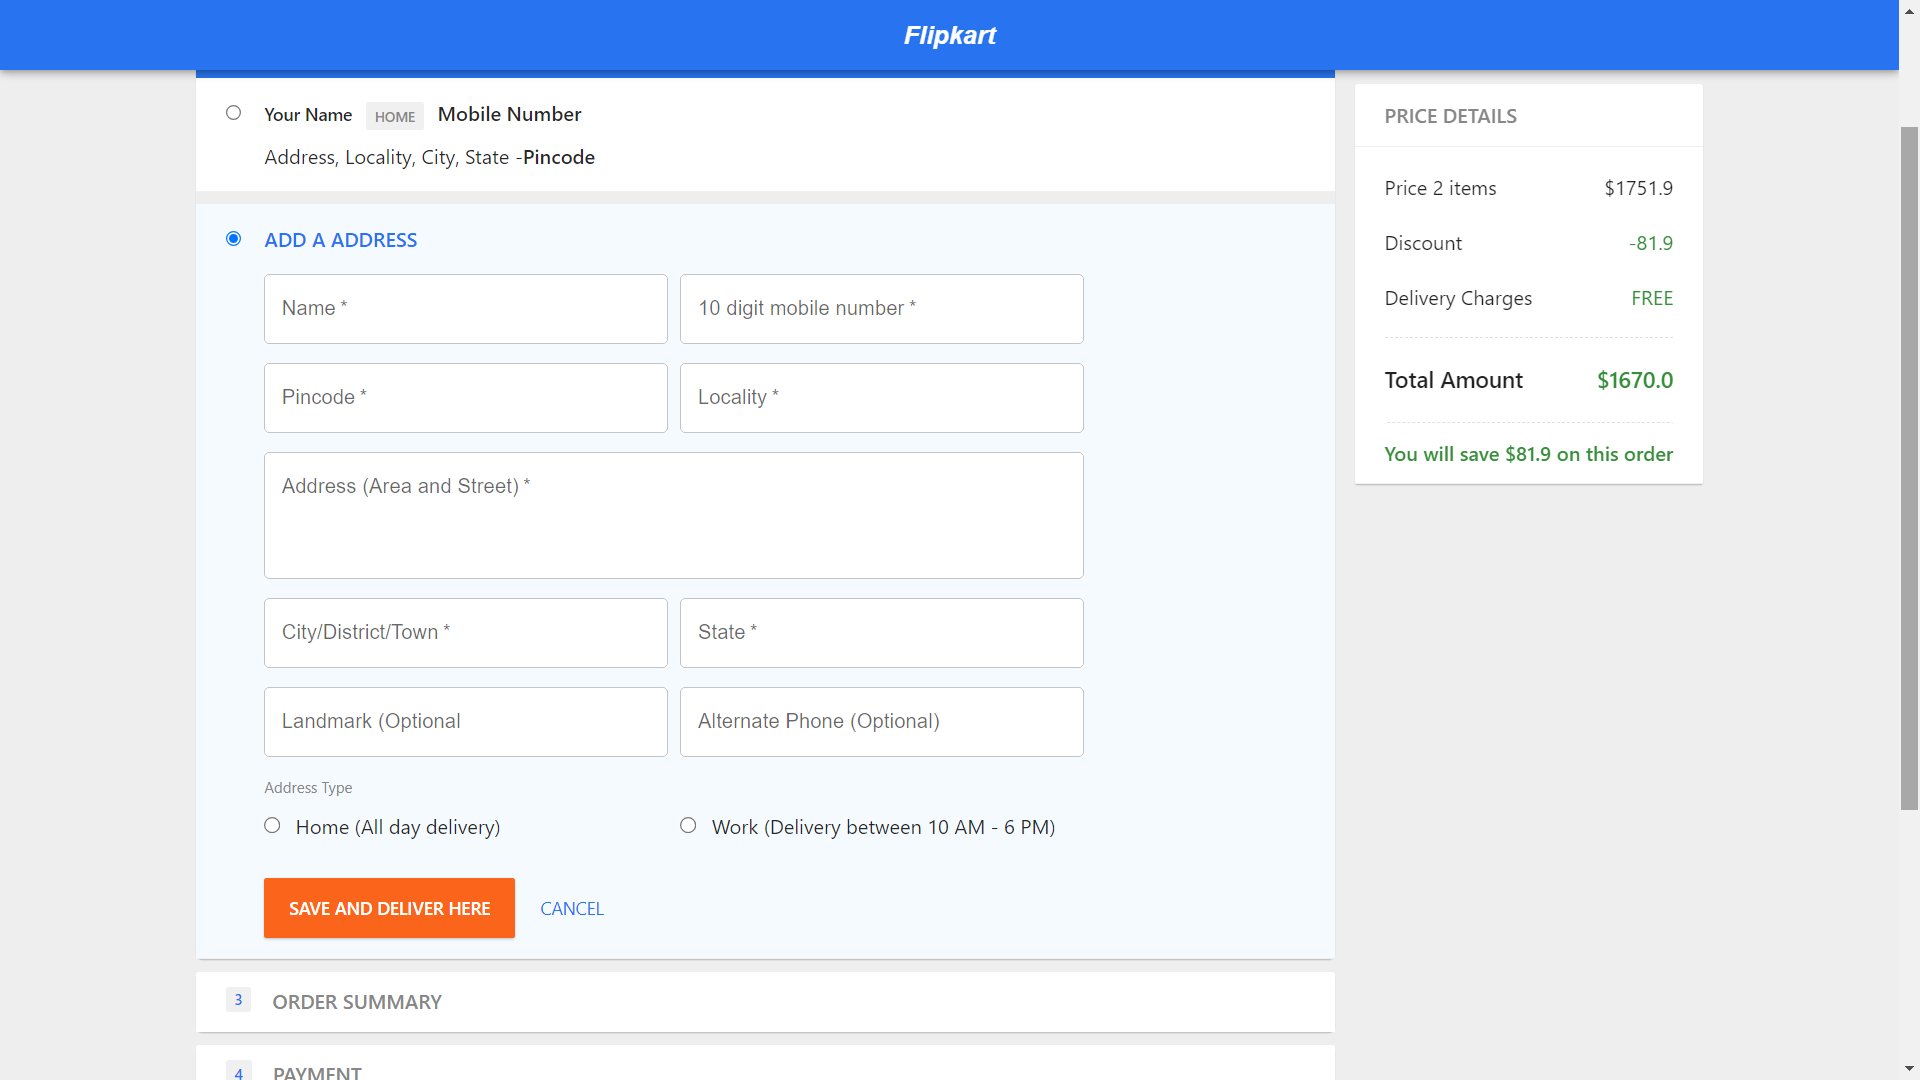 Flipkart
Your Name HOME Mobile Number
Address, Locality, City, State -Pincode
ADD A ADDRESS
Name *
10 digit mobile number *
Pincode *
Locality *
Address (Area and Street) *
City/District/Town *
State *
Landmark (Optional
Alternate Phone (Optional)
Address Type
Home (All day delivery)
Work (Delivery between 10 AM - 6 PM)
SAVE AND DELIVER HERE
CANCEL
3 ORDER SUMMARY
4 PAYMENT
PRICE DETAILS
Price 2 items $1751.9
Discount -81.9
Delivery Charges FREE
Total Amount $1670.0
You will save $81.9 on this order